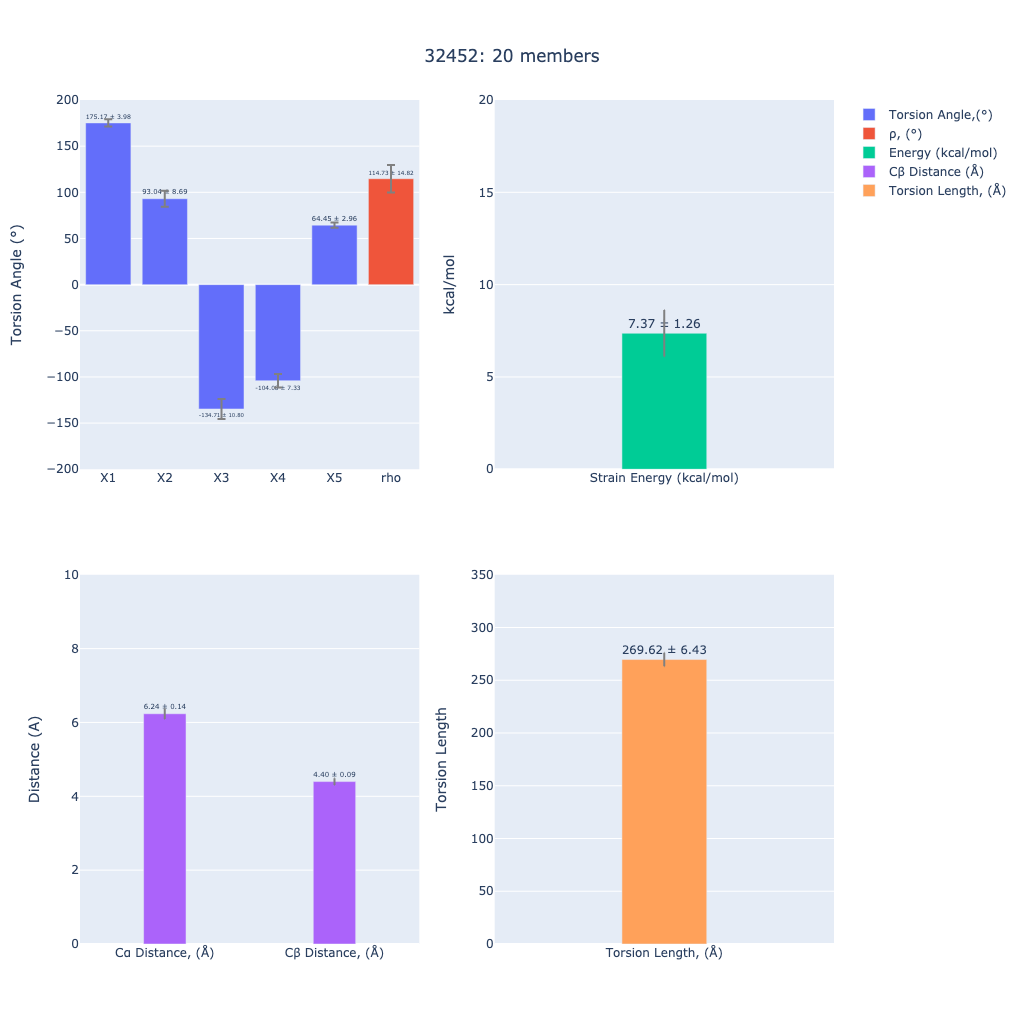 32452: 20 members
Torsion Angle (°)
200
150
100
50
0
−50
−100
−150
−200
175.17 ± 3.98
93.04 ± 8.69
-134.71 ± 10.80
± 7.33
64.45 ± 2.96
114.73 ± 14.82
X1
X2
X3
X4
X5
rho
kcal/mol
20
15
10
5
0
7.37 ± 1.26
Strain Energy (kcal/mol)
Torsion Angle,(°)
ρ, (°)
Energy (kcal/mol)
Cβ Distance (Å)
Torsion Length, (Å)
Distance (A)
10
8
6
4
2
0
6.24 ± 0.14
4.40 ± 0.09
Cα Distance, (Å)
Cβ Distance, (Å)
Torsion Length
350
300
250
200
150
100
50
0
269.62 ± 6.43
Torsion Length, (Å)